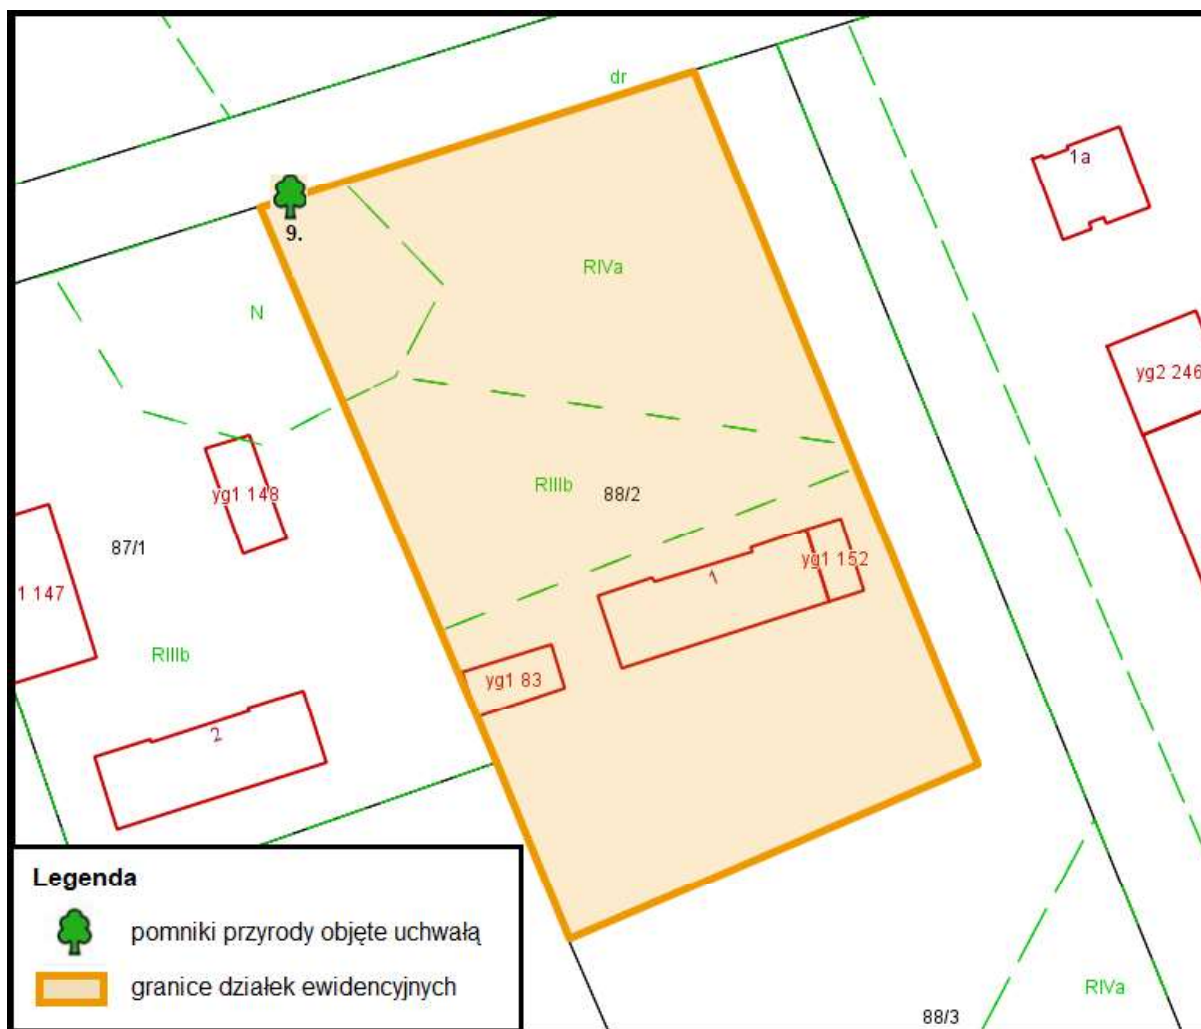 dr
1a
9.
RIVa
N
yg2 246
RIIIb
88/2
yg1 148
87/1
yg1 152
1
1 147
RIIIb
yg1 83
2
Legenda
pomniki przyrody objęte uchwałą
granice działek ewidencyjnych
RIVa
88/3